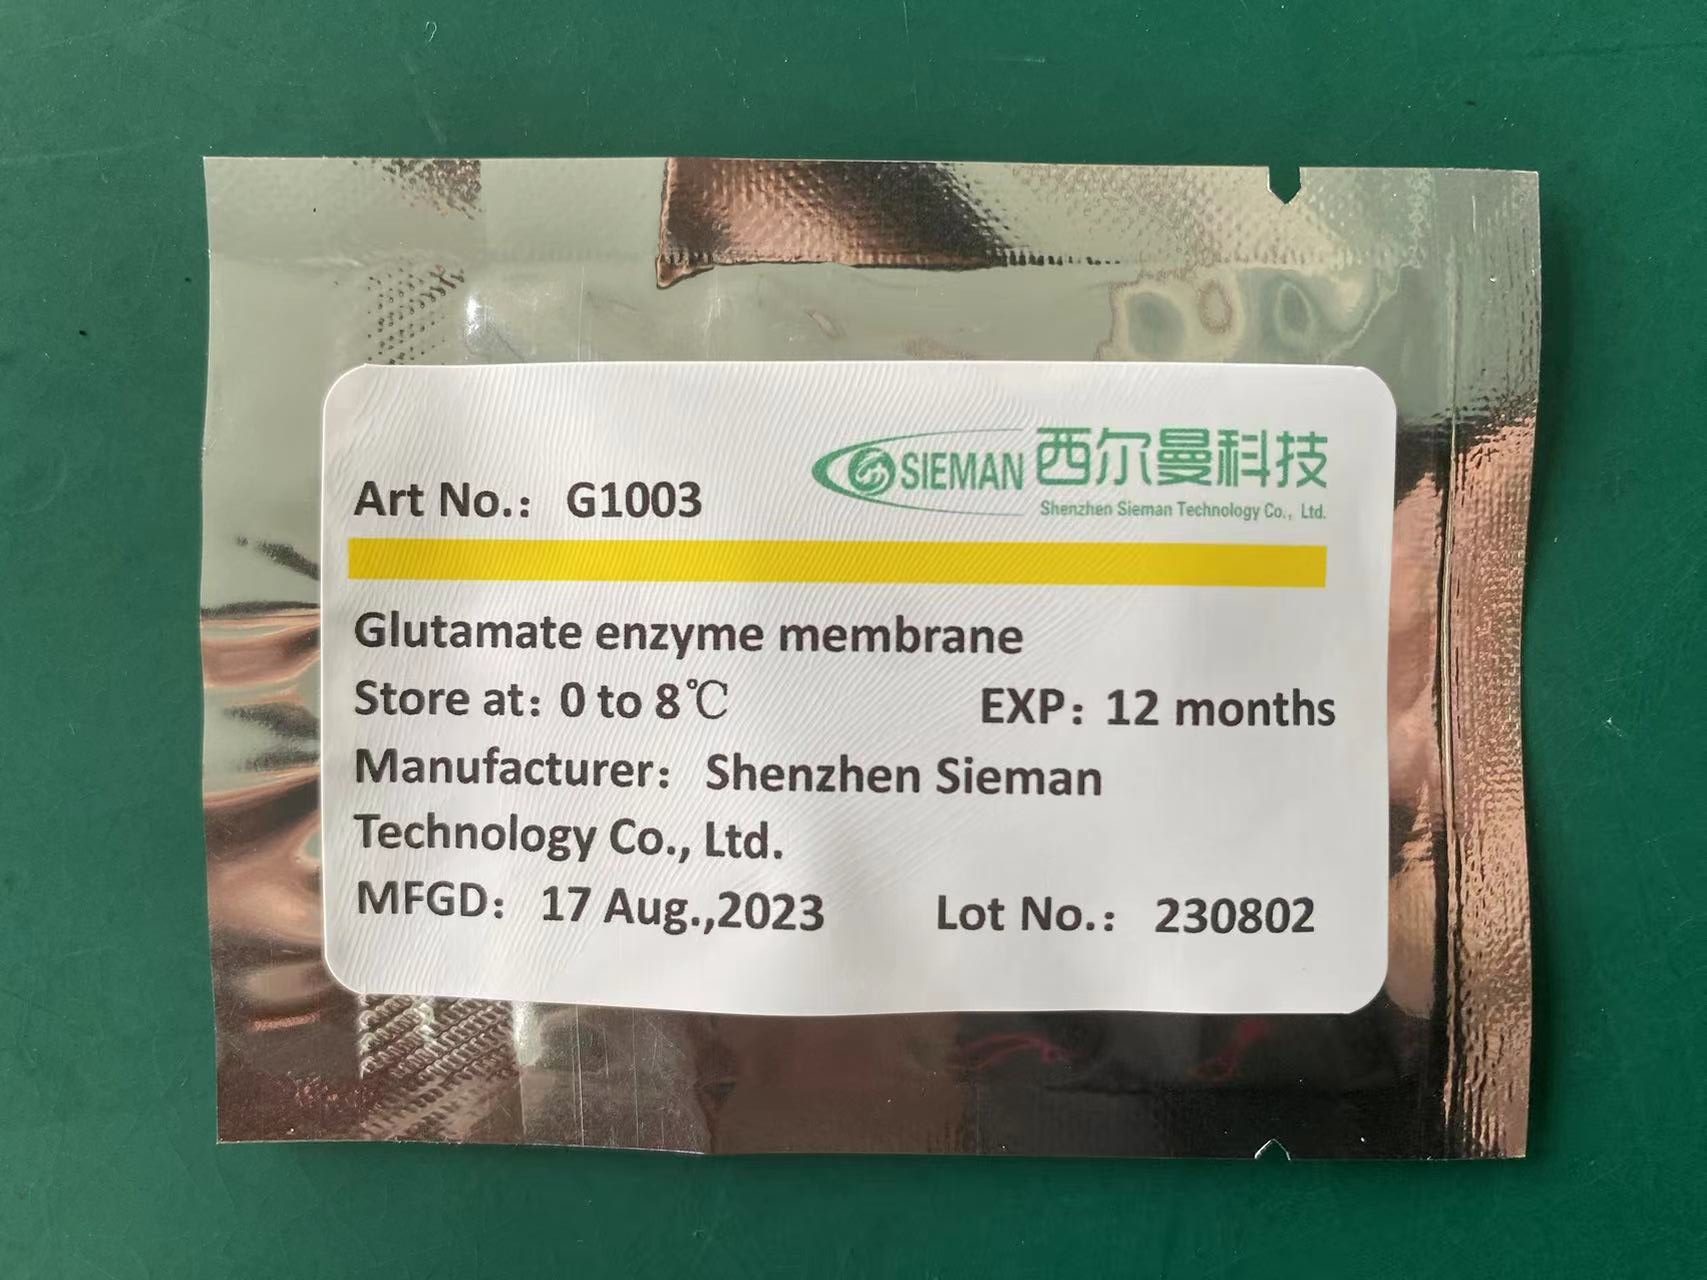 SIEMAN 西尔曼科技
Shenzhen Sieman Technology Co., Ltd.
Art No.: G1003
Glutamate enzyme membrane
Store at: 0 to 8℃ EXP: 12 months
Manufacturer: Shenzhen Sieman
Technology Co., Ltd.
MFGD: 17 Aug.,2023 Lot No.: 230802